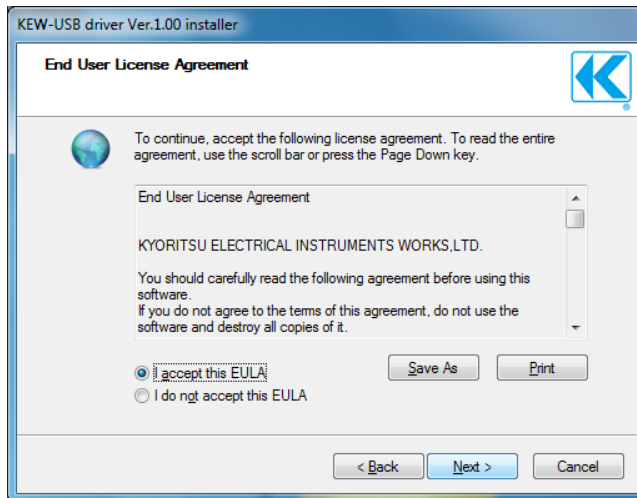 KEW-USB driver Ver.1.00 installer
End User License Agreement
To continue, accept the following license agreement. To read the entire
agreement, use the scroll bar or press the Page Down key.
End User License Agreement
KYORITSU ELECTRICAL INSTRUMENTS WORKS,LTD.
You should carefully read the following agreement before using this
software.
If you do not agree to the terms of this agreement, do not use the
software and destroy all copies of it.
I accept this EULA
Save As
Print
I do not accept this EULA
< Back
Next >
Cancel